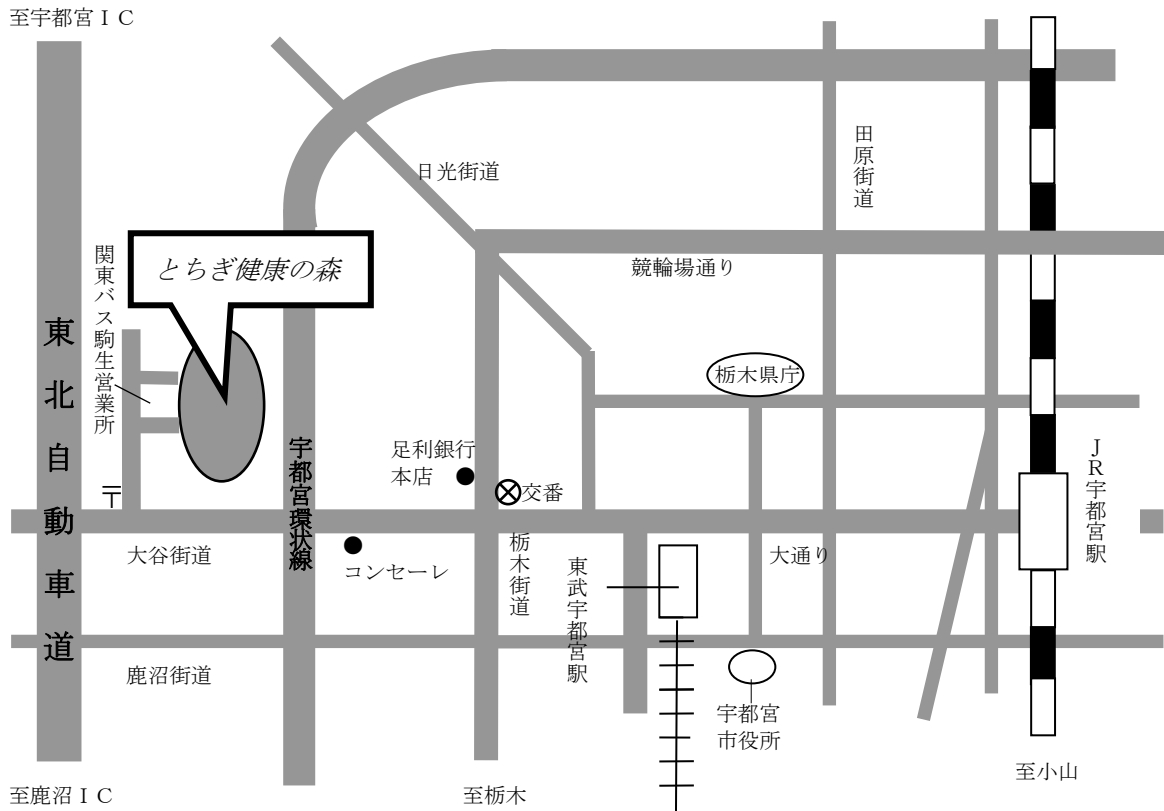 至宇都宮ＩＣ
日光街道
田原街道
関東バス駒生営業所
とちぎ健康の森
競輪場通り
東北自動車道
栃木県庁
宇都宮環状線
足利銀行
本店
交番
ＪＲ宇都宮駅
〒
大谷街道
コンセーレ
栃木街道
東武宇都宮駅
大通り
鹿沼街道
宇都宮
市役所
至小山
至鹿沼ＩＣ
至栃木